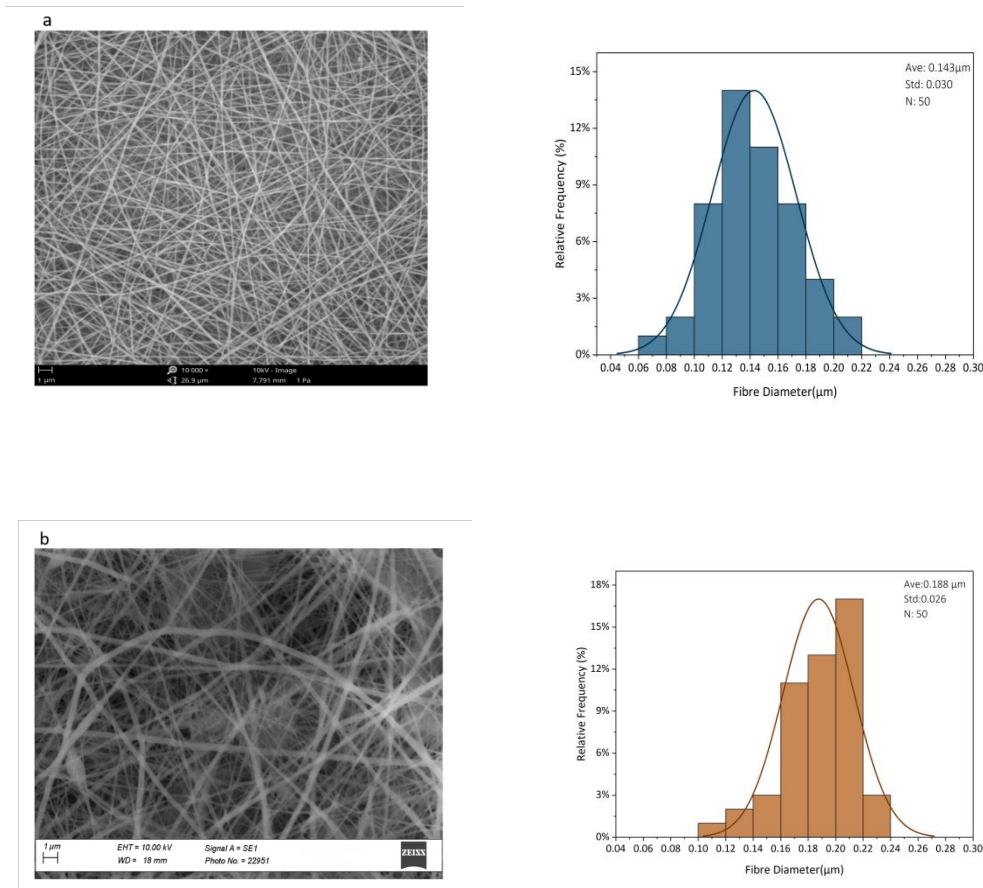 a
1 µm
10 000 ×
26.9 µm
10kV - Image
7.791 mm 1 Pa
Ave: 0.143µm
Std: 0.030
N: 50
15%
12%
9%
6%
3%
0%
Relative Frequency (%)
0.04 0.06 0.08 0.10 0.12 0.14 0.16 0.18 0.20 0.22 0.24 0.26 0.28 0.30
Fibre Diameter(µm)
b
1 µm
EHT = 10.00 kV
WD = 18 mm
Signal A = SE1
Photo No. = 22951
ZEISS
Ave:0.188 µm
Std:0.026
N: 50
18%
15%
12%
9%
6%
3%
0%
Relative Frequency (%)
0.04 0.06 0.08 0.10 0.12 0.14 0.16 0.18 0.20 0.22 0.24 0.26 0.28 0.30
Fibre Diameter(µm)